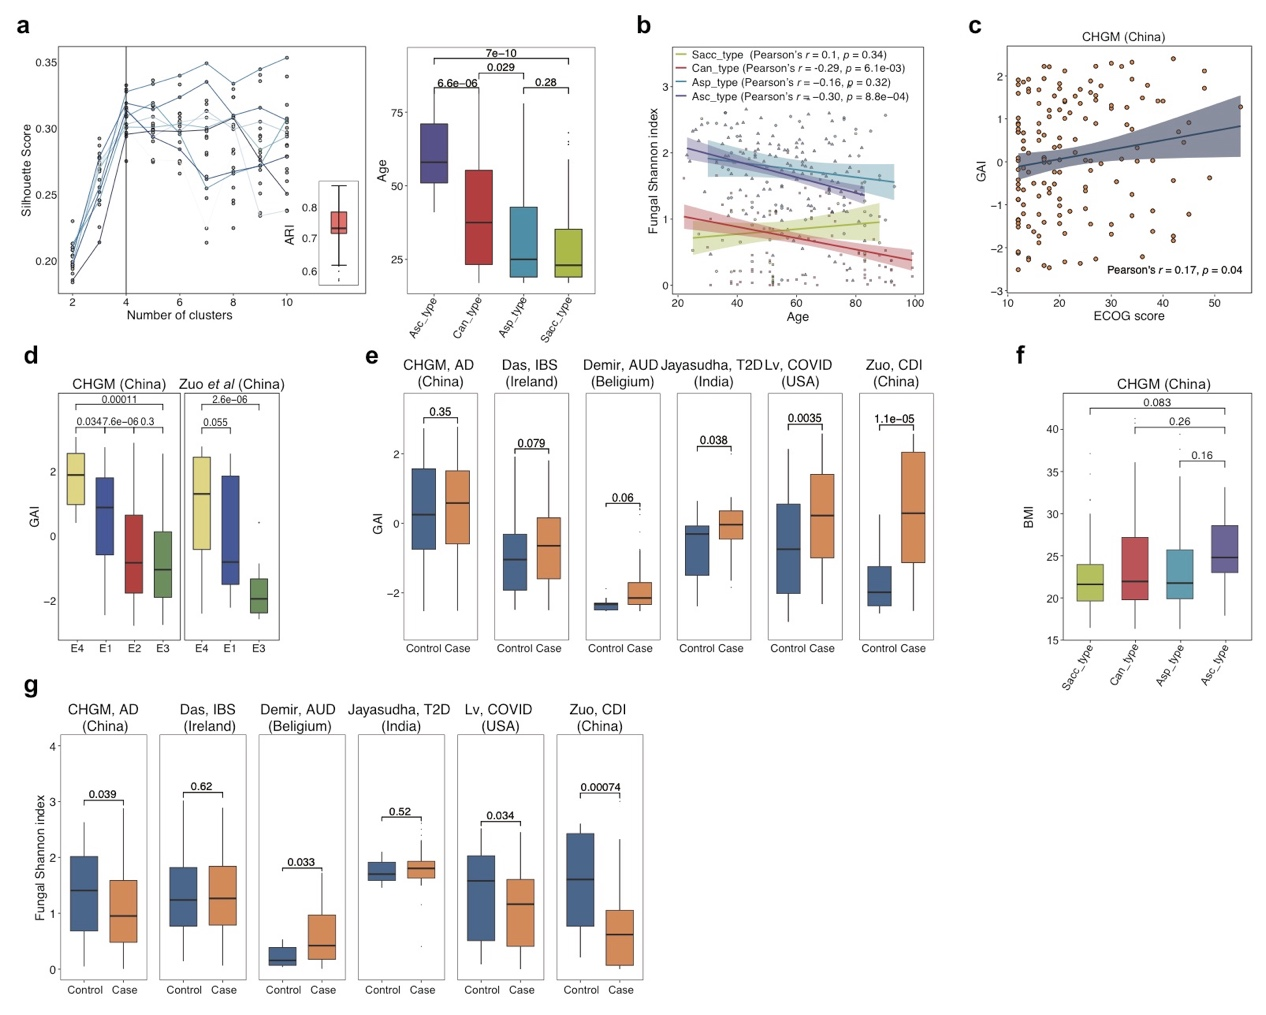 a
0.35
0.30
0.25
0.20
Silhouette Score
2
4
6
8
10
Number of clusters
ARI
0.8
0.7
0.6
7e-10
0.029
6.6e-06
0.28
Age
75
50
25
Asc_type
Can_type
Asp_type
Sacc_type
b
Sacc_type (Pearson's r = 0.1, p = 0.34)
Can_type (Pearson's r = -0.29, p = 6.1e-03)
Asp_type (Pearson's r = −0.16, p = 0.32)
Asc_type (Pearson's r = -0.30, p = 8.8e-04)
Fungal Shannon index
3
2
1
0
20
40
60
80
100
Age
c
CHGM (China)
GAI
2
1
0
−1
−2
−3
Pearson's r = 0.17, p = 0.04
10
20
30
40
50
ECOG score
d
CHGM (China)
Zuo et al (China)
0.00011
0.034
7.6e-06
0.3
2.6e-06
0.055
GAI
2
0
−2
E4
E1
E2
E3
E4
E1
E3
e
CHGM, AD
(China)
Das, IBS
(Ireland)
Demir, AUD
(Beligium)
Jayasudha, T2D
(India)
Lv, COVID
(USA)
Zuo, CDI
(China)
0.35
0.079
0.06
0.038
0.0035
1.1e-05
GAI
2
0
−2
Control Case
Control Case
Control Case
Control Case
Control Case
Control Case
f
CHGM (China)
0.083
0.26
0.16
BMI
40
35
30
25
20
15
Sacc_type
Can_type
Asp_type
Asc_type
g
CHGM, AD
(China)
Das, IBS
(Ireland)
Demir, AUD
(Beligium)
Jayasudha, T2D
(India)
Lv, COVID
(USA)
Zuo, CDI
(China)
0.039
0.62
0.033
0.52
0.034
0.00074
Fungal Shannon index
4
3
2
1
0
Control Case
Control Case
Control Case
Control Case
Control Case
Control Case